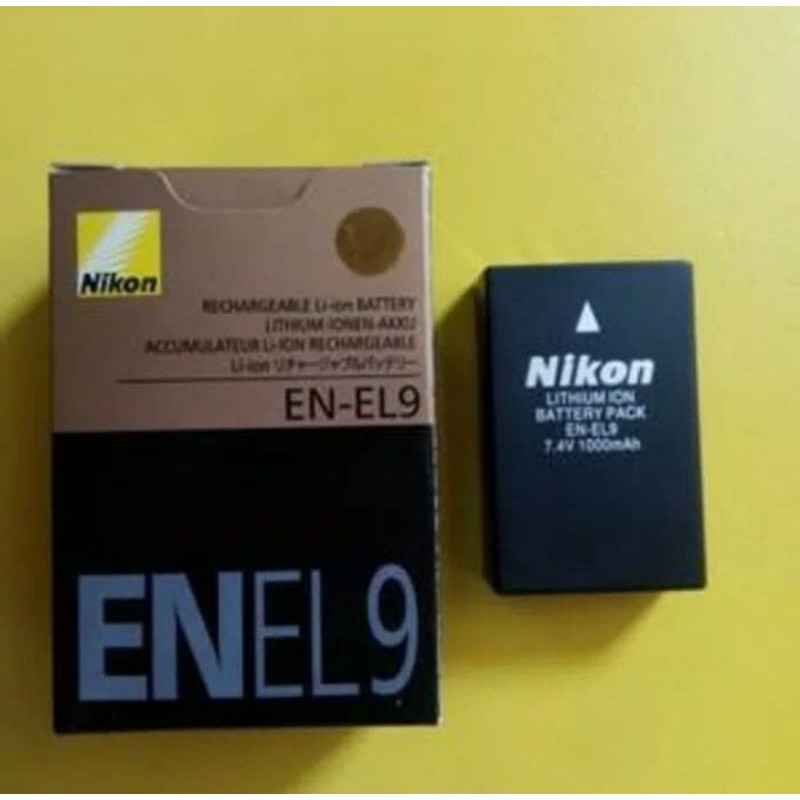 Nikon
RECHARGEABLE Li-ion BATTERY
LITHIUM-IONEN-AKKU
ACCUMULATEUR Li-ION RECHARGEABLE
Li-ion リチャージャブルバッテリー
EN-EL9
ENEL9
Nikon
LITHIUM ION
BATTERY PACK
EN-EL9
7.4V 1000mAh